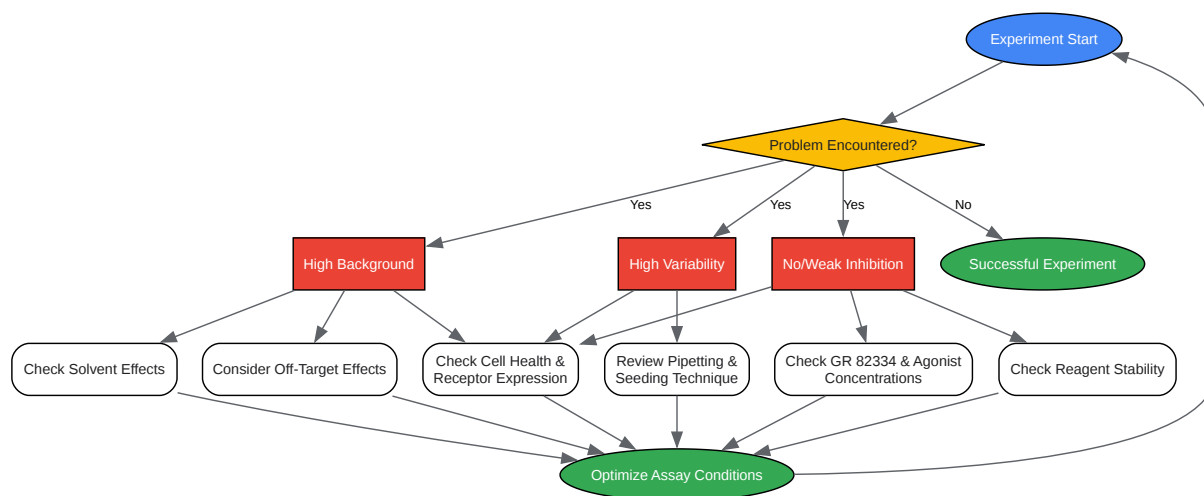 Experiment Start
Problem Encountered?
Yes
Yes
Yes
No
High Background
High Variability
No/Weak Inhibition
Successful Experiment
Check Solvent Effects
Consider Off-Target Effects
Check Cell Health &
Receptor Expression
Review Pipetting &
Seeding Technique
Check GR 82334 & Agonist
Concentrations
Check Reagent Stability
Optimize Assay Conditions